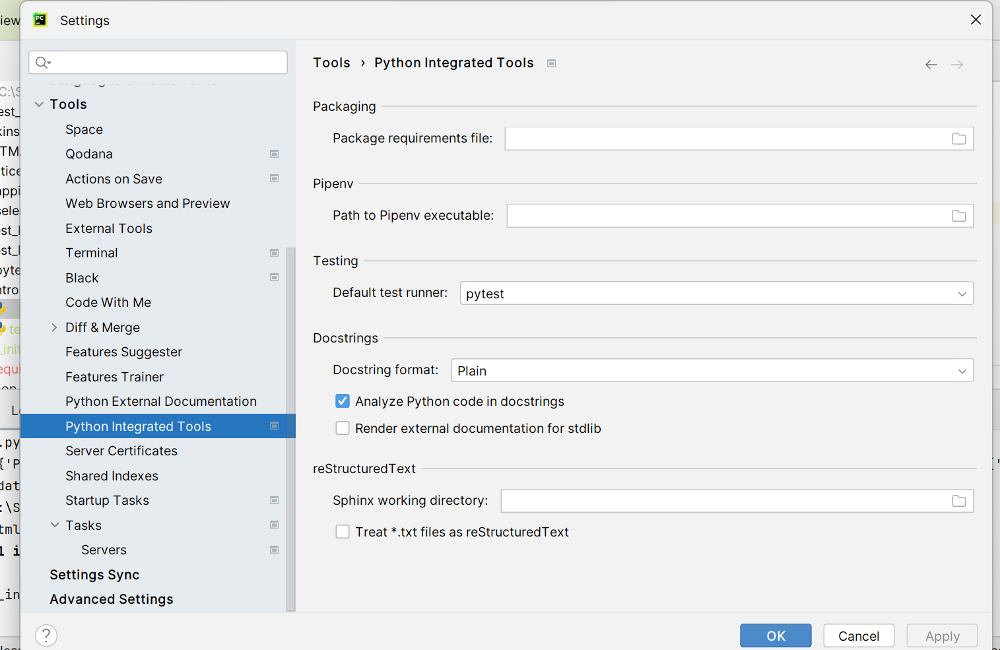 Settings
Tools › Python Integrated Tools
Tools
Space
Qodana
Actions on Save
Web Browsers and Preview
External Tools
Terminal
Black
Code With Me
Diff & Merge
Features Suggester
Features Trainer
Python External Documentation
Python Integrated Tools
Server Certificates
Shared Indexes
Startup Tasks
Tasks
Servers
Settings Sync
Advanced Settings
Packaging
Package requirements file:
Pipenv
Path to Pipenv executable:
Testing
Default test runner: pytest
Docstrings
Docstring format: Plain
Analyze Python code in docstrings
Render external documentation for stdlib
reStructuredText
Sphinx working directory:
Treat *.txt files as reStructuredText
?
OK
Cancel
Apply